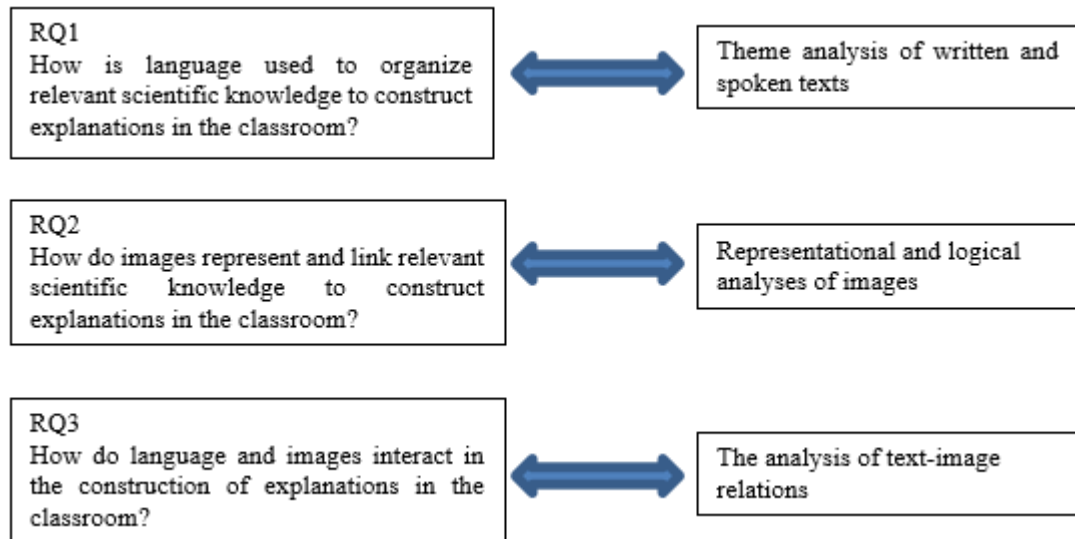 RQ1
How is language used to organize
relevant scientific knowledge to construct
explanations in the classroom?
Theme analysis of written and
spoken texts
RQ2
How do images represent and link relevant
scientific knowledge to construct
explanations in the classroom?
Representational and logical
analyses of images
RQ3
How do language and images interact in
the construction of explanations in the
classroom?
The analysis of text-image
relations